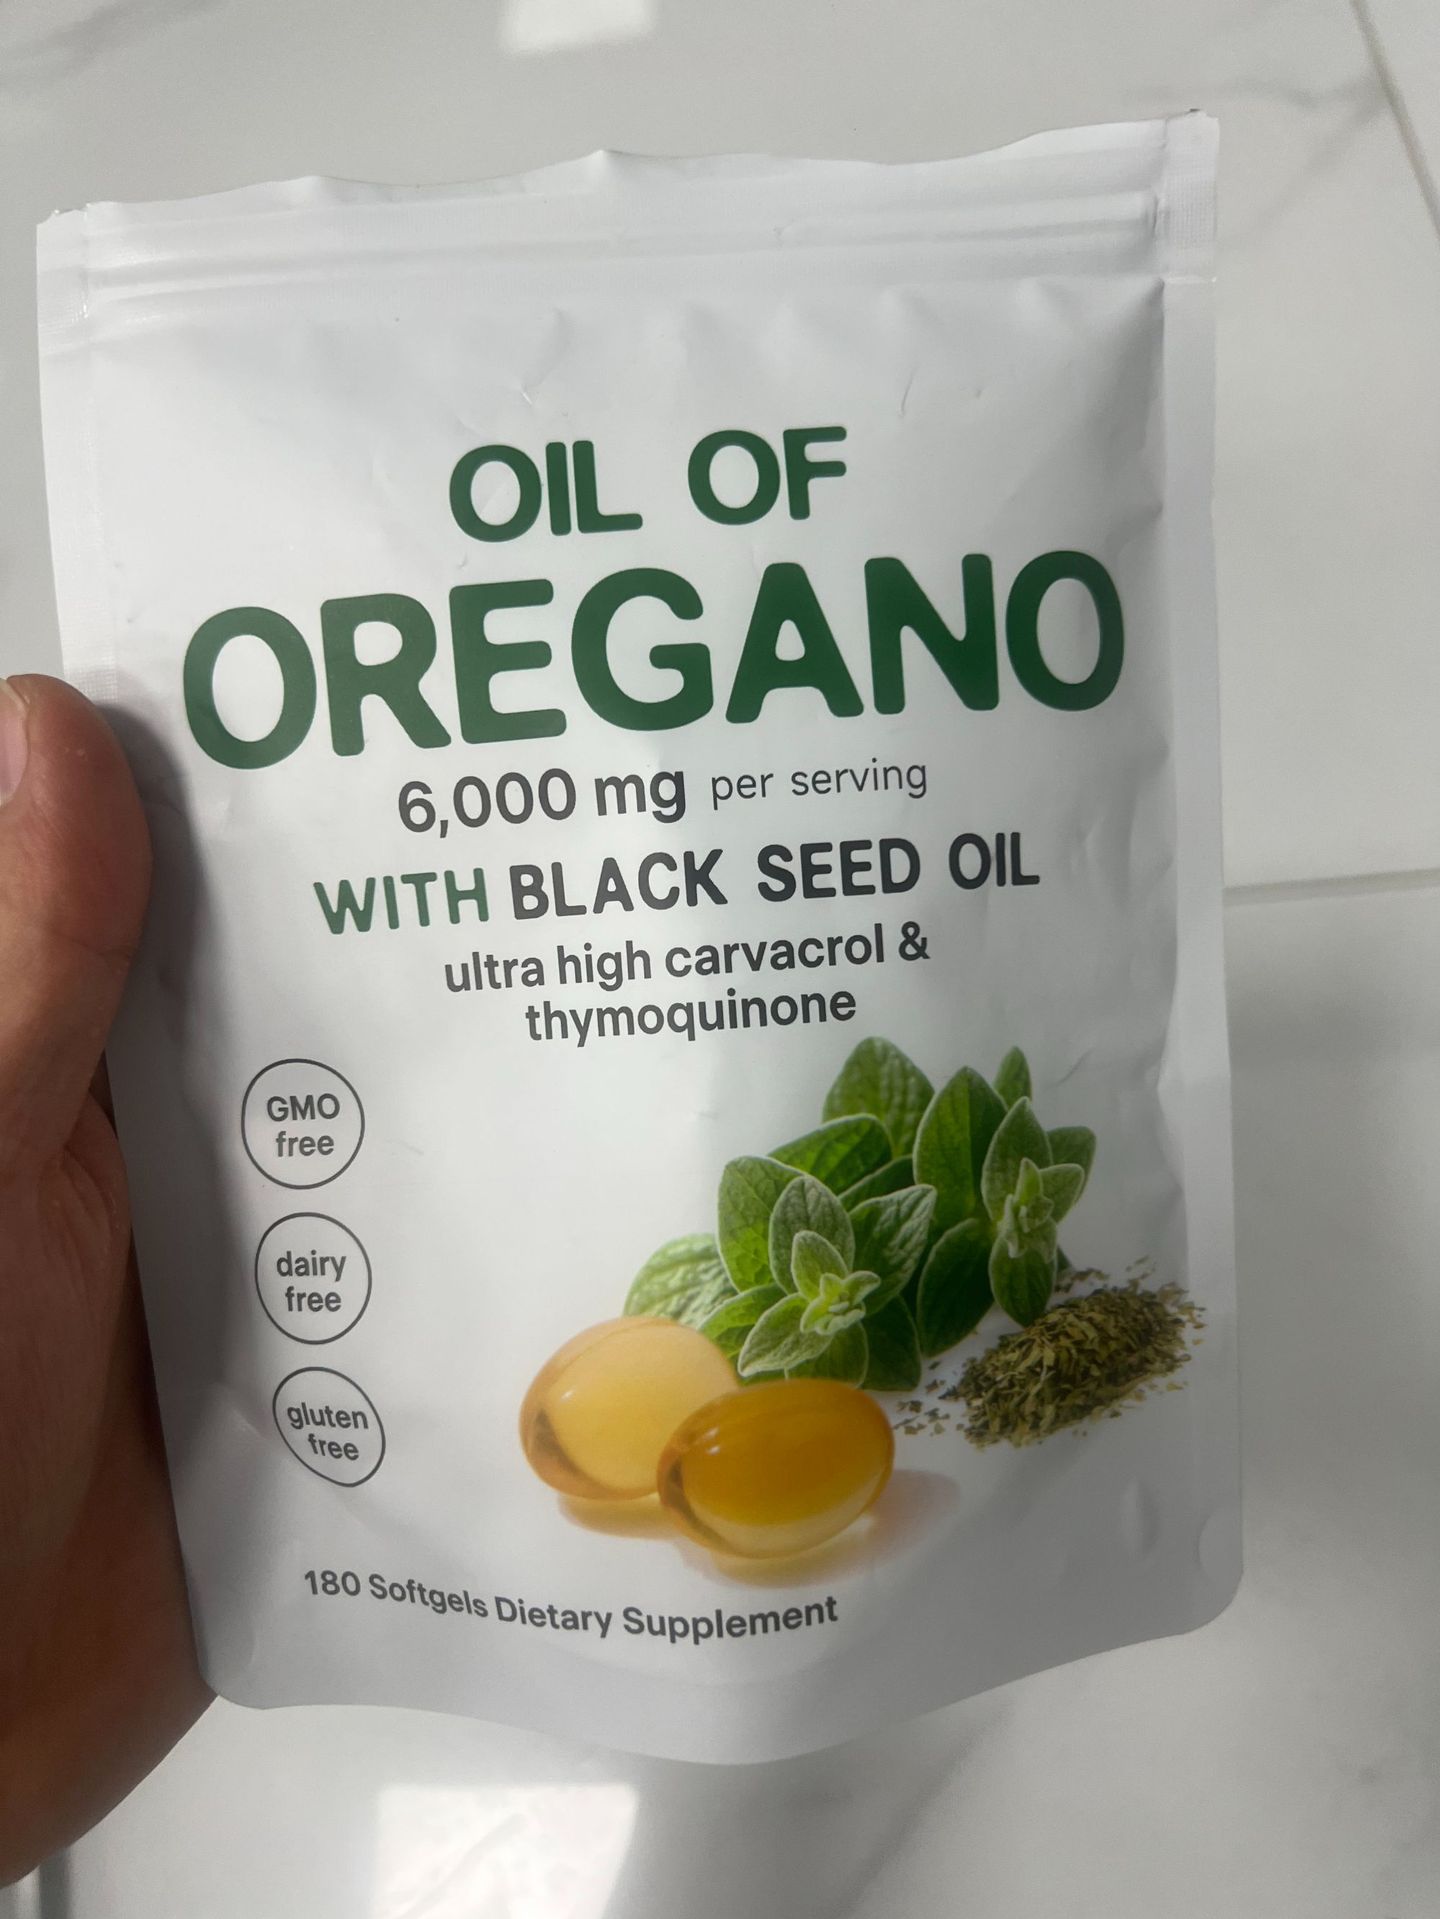 OIL OF
OREGANO
6,000 mg per serving
WITH BLACK SEED OIL
ultra high carvacrol &
thymoquinone
GMO
free
dairy
free
gluten
free
180 Softgels Dietary Supplement